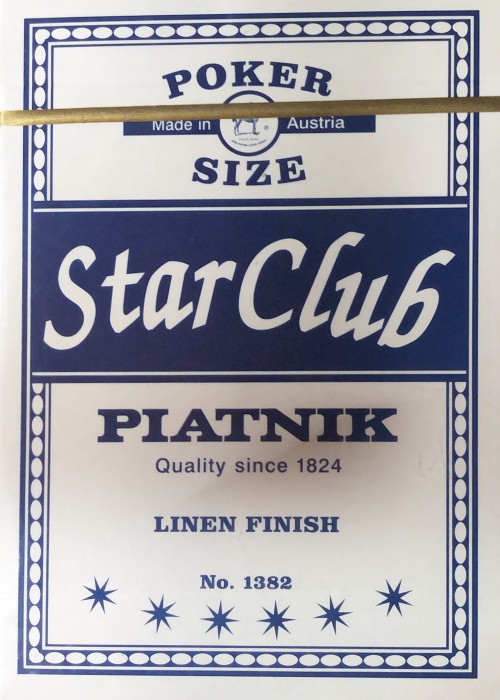 POKER
Made in Austria
SIZE
StarClub
PIATNIK
Quality since 1824
LINEN FINISH
No. 1382